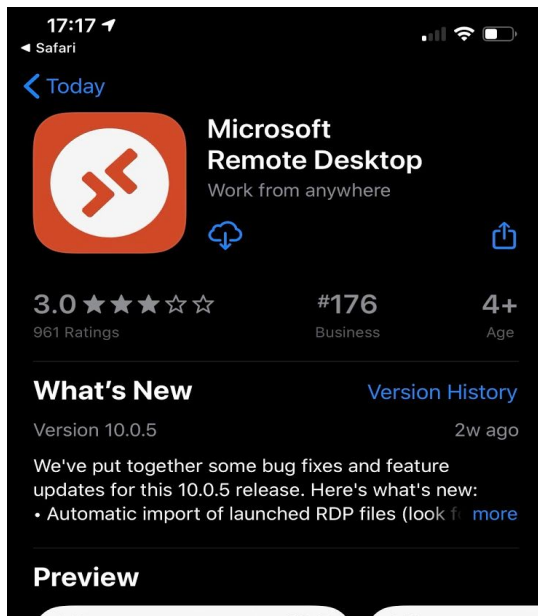 17:17
◀ Safari
Today
Microsoft
Remote Desktop
Work from anywhere
3.0 ★★★☆☆
#176
4+
961 Ratings
Business
Age
What's New
Version History
Version 10.0.5
2w ago
We've put together some bug fixes and feature
updates for this 10.0.5 release. Here's what's new:
• Automatic import of launched RDP files (look f more
Preview